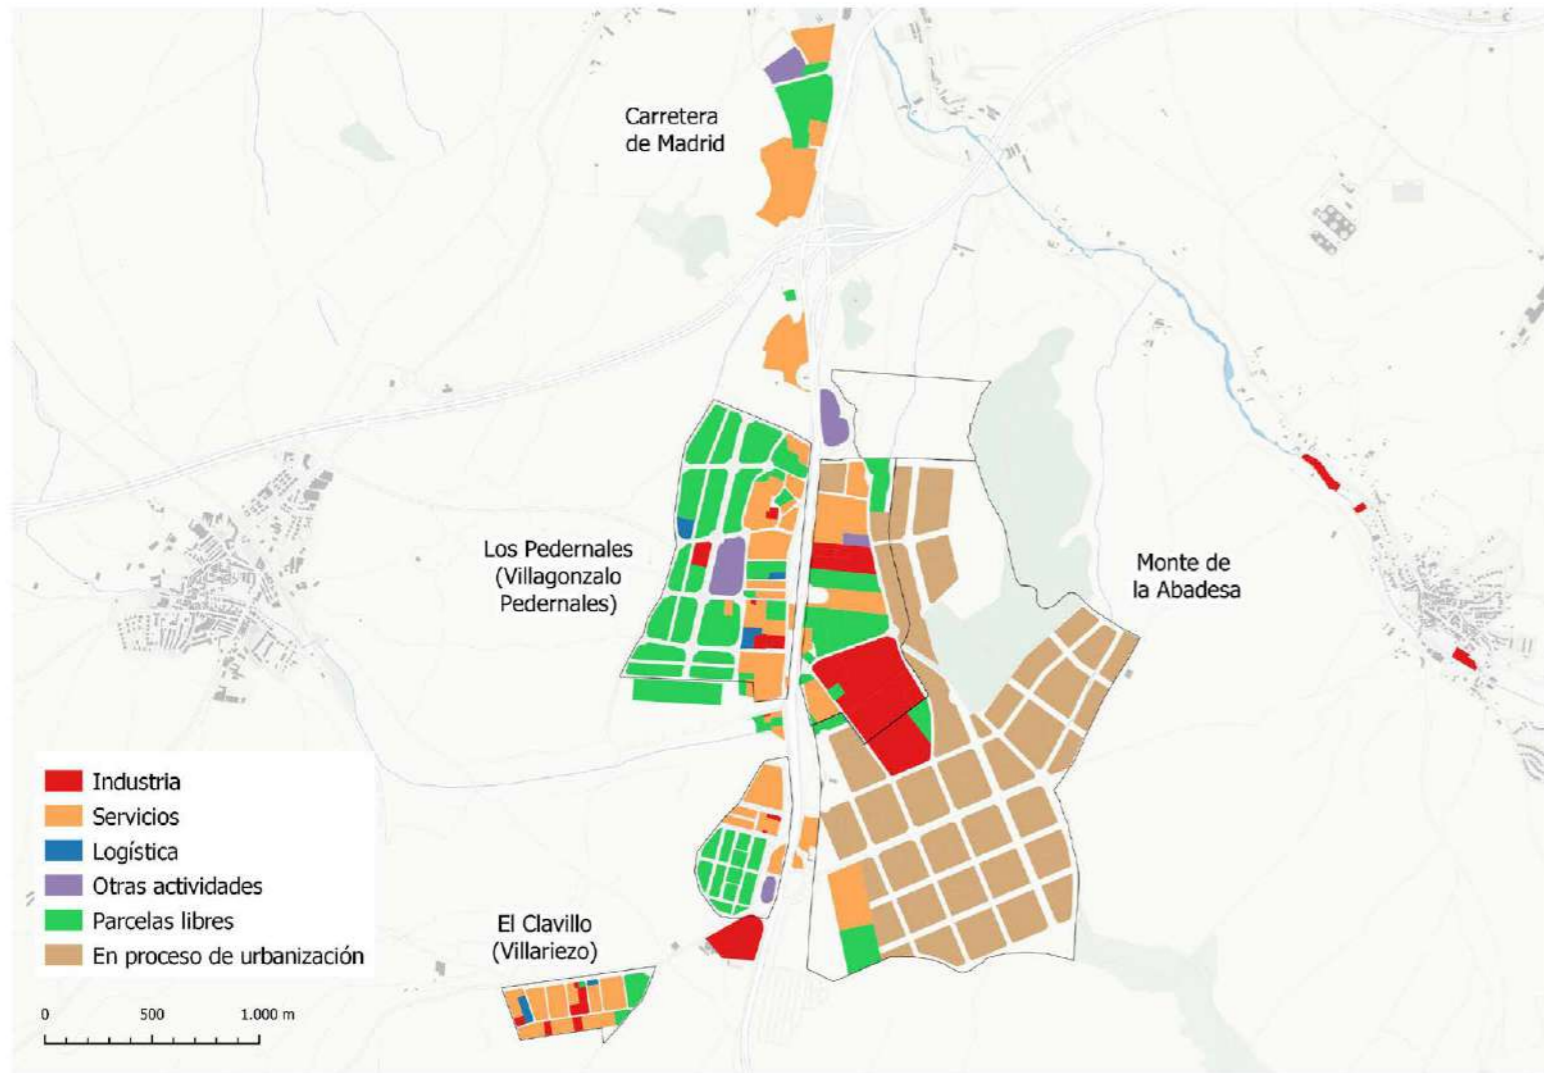 Carretera
de Madrid
Los Pedernales
(Villagonzalo
Pedernales)
Monte de
la Abadesa
Industria
Servicios
Logística
Otras actividades
Parcelas libres
En proceso de urbanización
El Clavillo
(Villariezo)
0 500 1.000 m